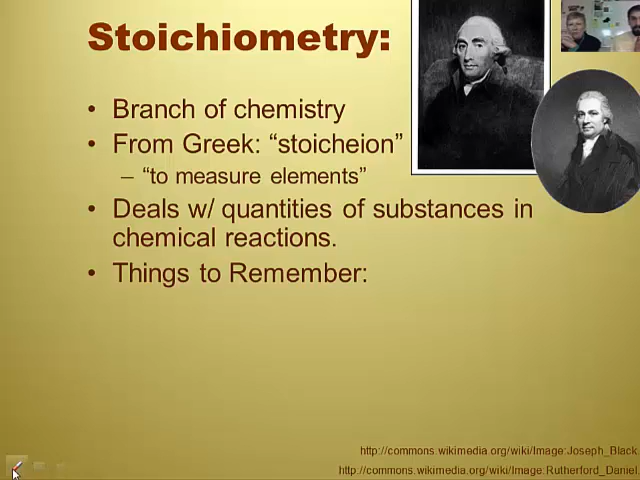 Stoichiometry:
• Branch of chemistry
• From Greek: “stoicheion”
– “to measure elements”
• Deals w/ quantities of substances in
chemical reactions.
• Things to Remember:
http://commons.wikimedia.org/wiki/Image:Joseph_Black.
http://commons.wikimedia.org/wiki/Image:Rutherford_Daniel.